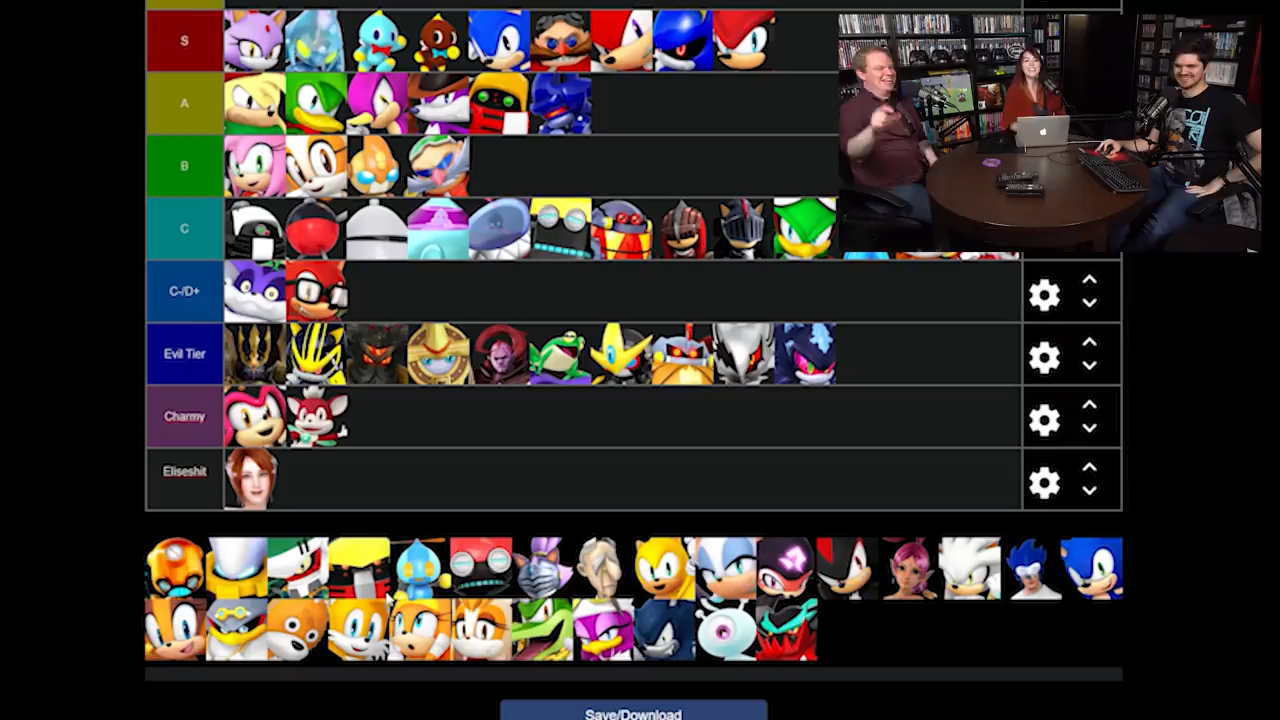 S
A
B
C
C-/D+
Evil Tier
Charmy
Eliseshit
Save/Download